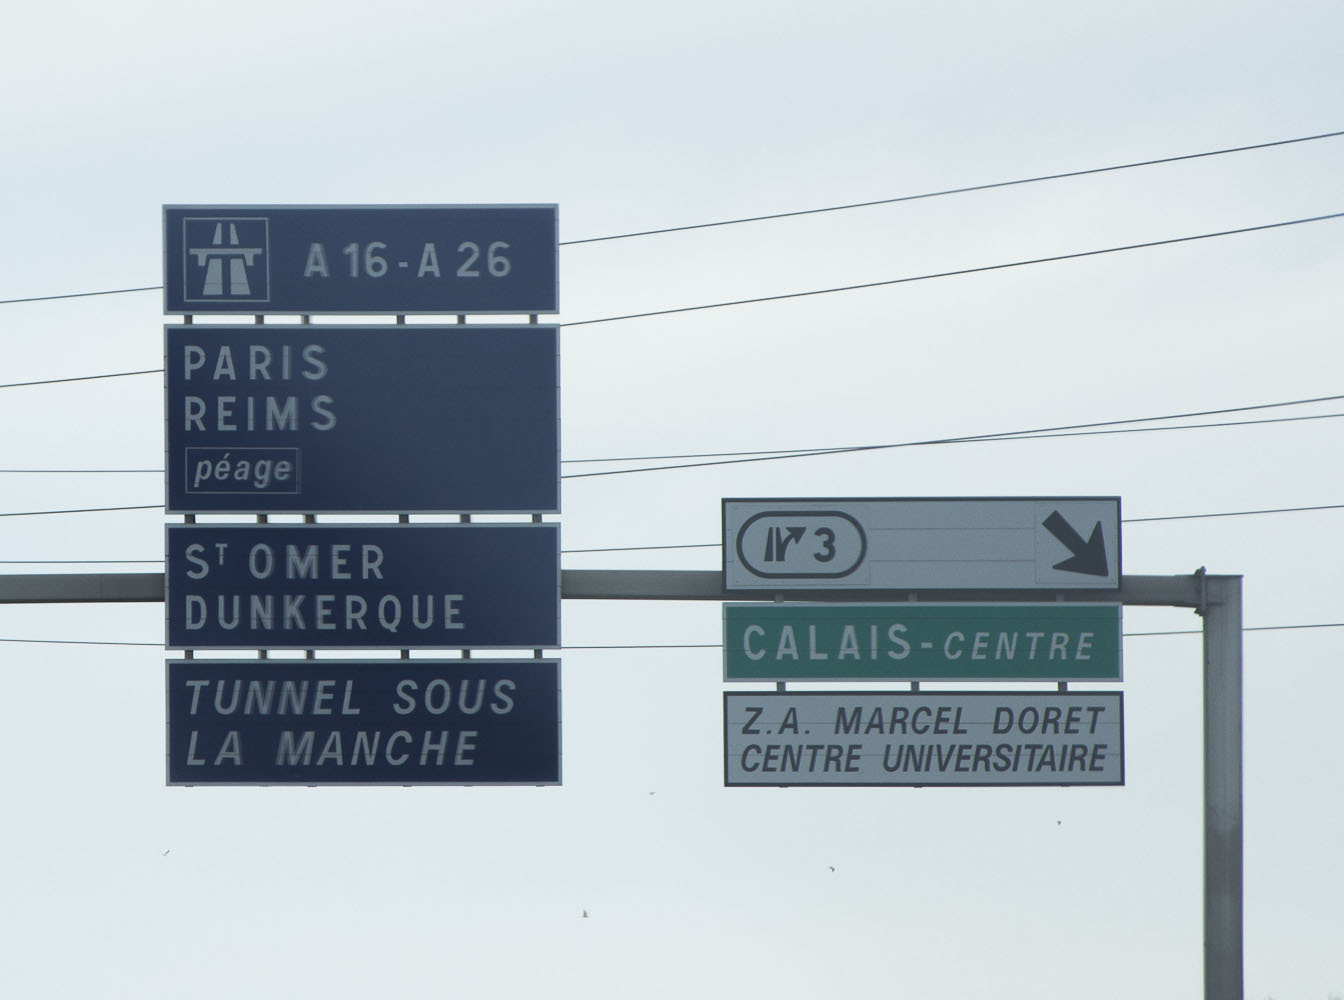 A 16 - A 26
PARIS
REIMS
péage
ST OMER
DUNKERQUE
TUNNEL SOUS
LA MANCHE
3
CALAIS - CENTRE
Z.A. MARCEL DORET
CENTRE UNIVERSITAIRE